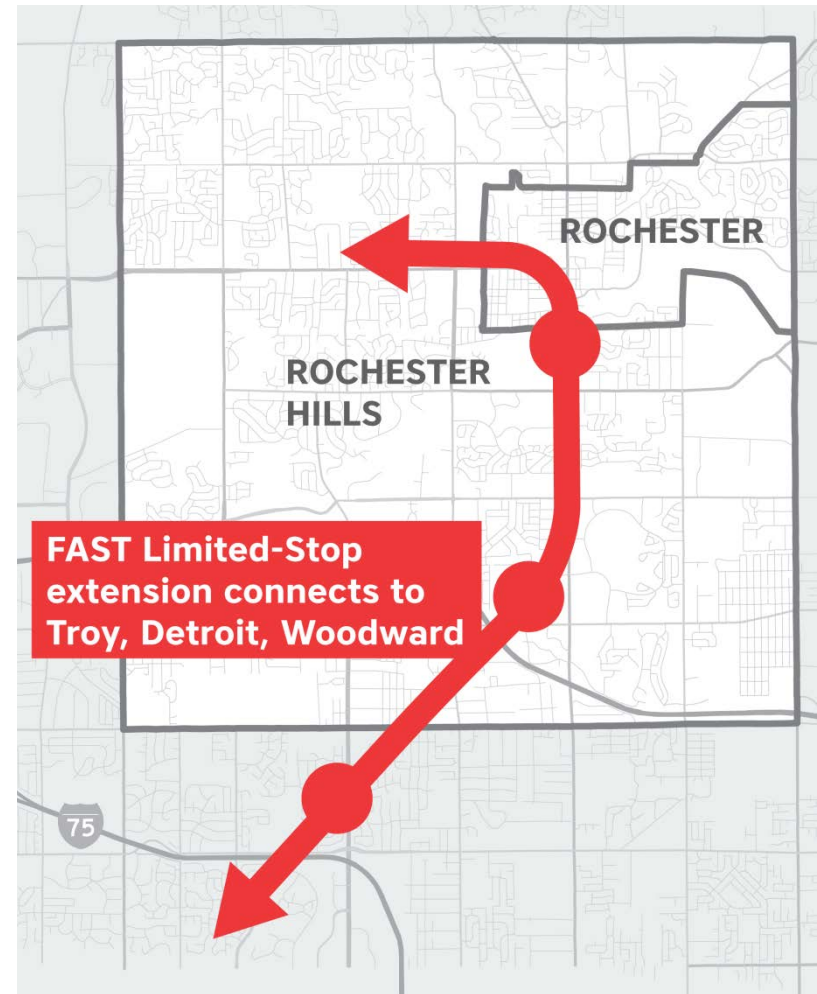 ROCHESTER
ROCHESTER
HILLS
FAST Limited-Stop
extension connects to
Troy, Detroit, Woodward
75